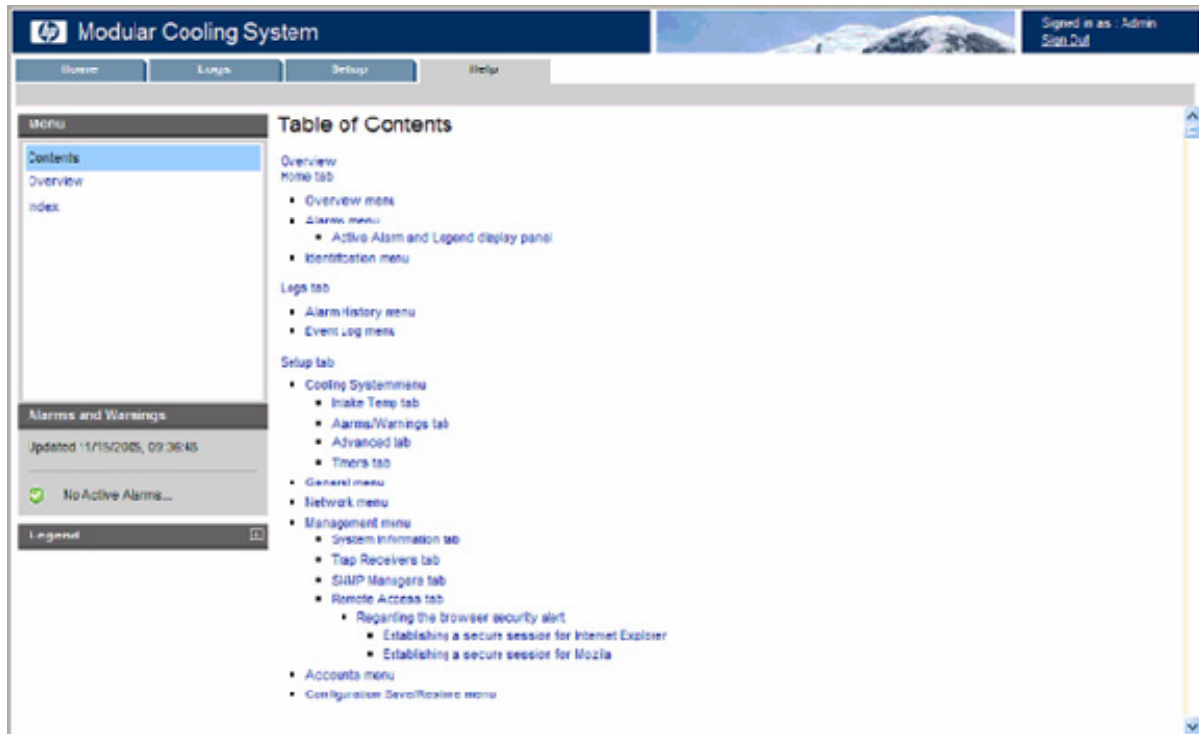 hp Modular Cooling System
Signed in as : Admin
Sign Out
Home Logs Setup Help
Menu
Contents
Overview
Index
Alarms and Warnings
Updated 11/15/2005, 09:36:48
No Active Alarms...
Legend
Table of Contents
Overview
Home tab
Overview menu
Alarms menu
Active Alarm and Legend display panel
Identification menu
Logs tab
Alarm History menu
Event Log menu
Setup tab
Cooling System menu
Intake Temp tab
Alarms/Warnings tab
Advanced tab
Timers tab
General menu
Network menu
Management menu
System Information tab
Trap Receivers tab
SNMP Managers tab
Remote Access tab
Regarding the browser security alert
Establishing a secure session for Internet Explorer
Establishing a secure session for Mozilla
Accounts menu
Configuration Save/Restore menu